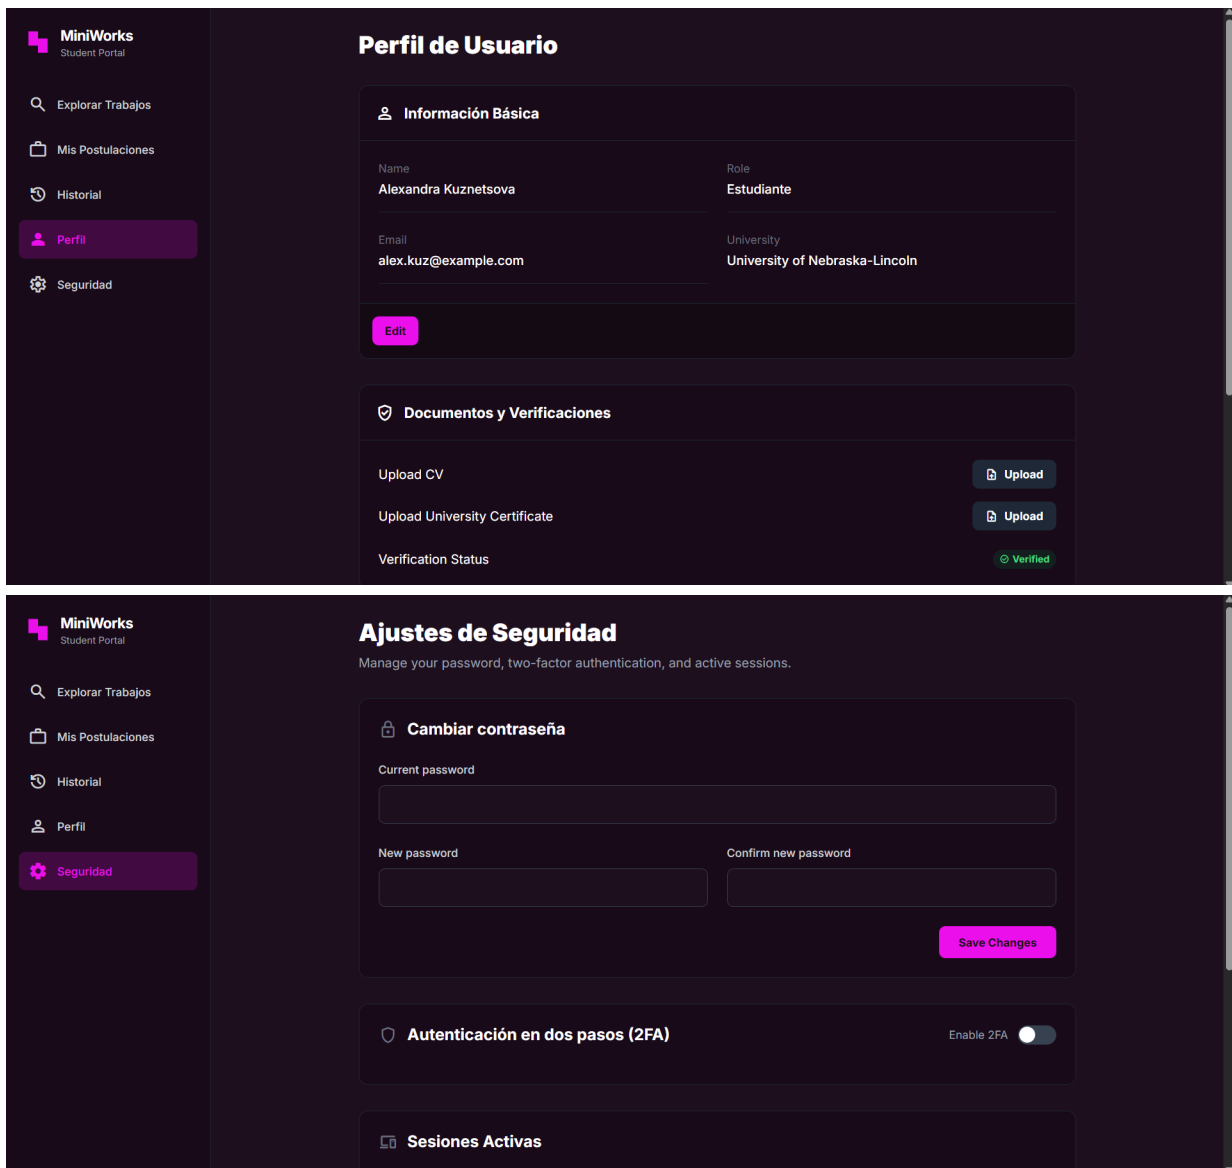 MiniWorks
Student Portal
Explorar Trabajos
Mis Postulaciones
Historial
Perfil
Seguridad
Perfil de Usuario
Información Básica
Name
Alexandra Kuznetsova
Role
Estudiante
Email
alex.kuz@example.com
University
University of Nebraska-Lincoln
Edit
Documentos y Verificaciones
Upload CV
Upload
Upload University Certificate
Upload
Verification Status
Verified
MiniWorks
Student Portal
Explorar Trabajos
Mis Postulaciones
Historial
Perfil
Seguridad
Ajustes de Seguridad
Manage your password, two-factor authentication, and active sessions.
Cambiar contraseña
Current password
New password
Confirm new password
Save Changes
Autenticación en dos pasos (2FA)
Enable 2FA
Sesiones Activas